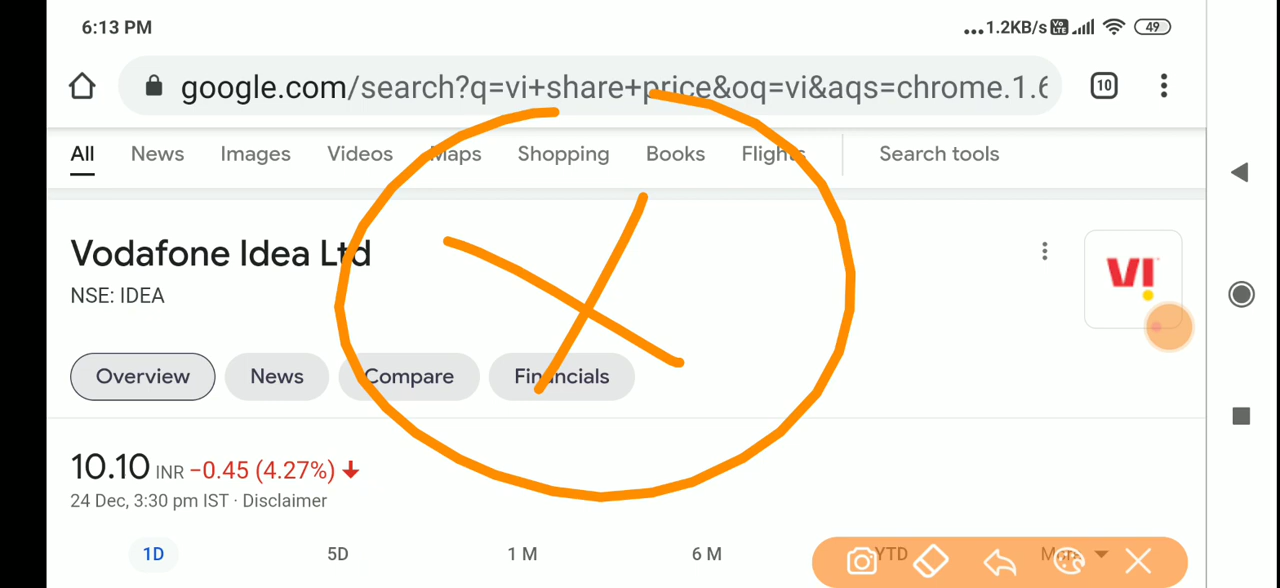 6:13 PM
...1.2KB/s Vo LTE 49
google.com/search?q=vi+share+price&oq=vi&aqs=chrome.1.6
10
All News Images Videos Maps Shopping Books Flights Search tools
Vodafone Idea Ltd
VI
NSE: IDEA
Overview News Compare Financials
10.10 INR −0.45 (4.27%)
24 Dec, 3:30 pm IST · Disclaimer
1D 5D 1 M 6 M YTD More